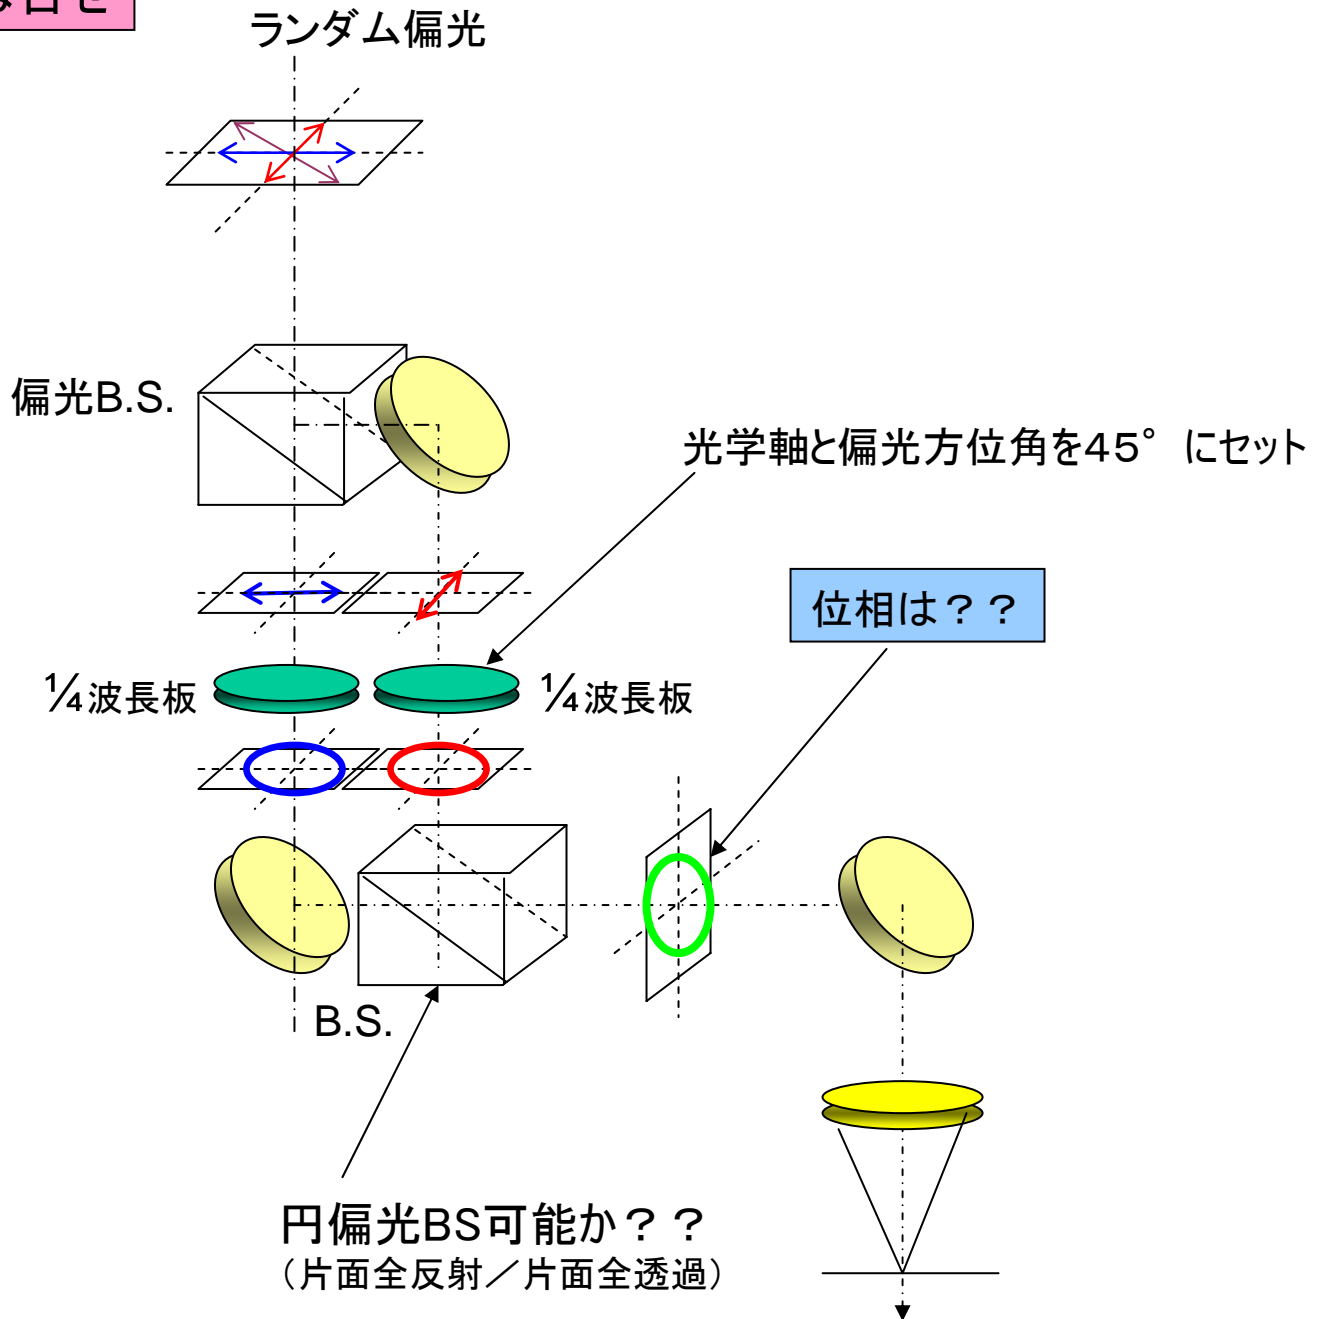 ランダム偏光
偏光B.S.
光学軸と偏光方位角を45°にセット
位相は？？
¼波長板
¼波長板
B.S.
円偏光BS可能か？？
（片面全反射／片面全透過）